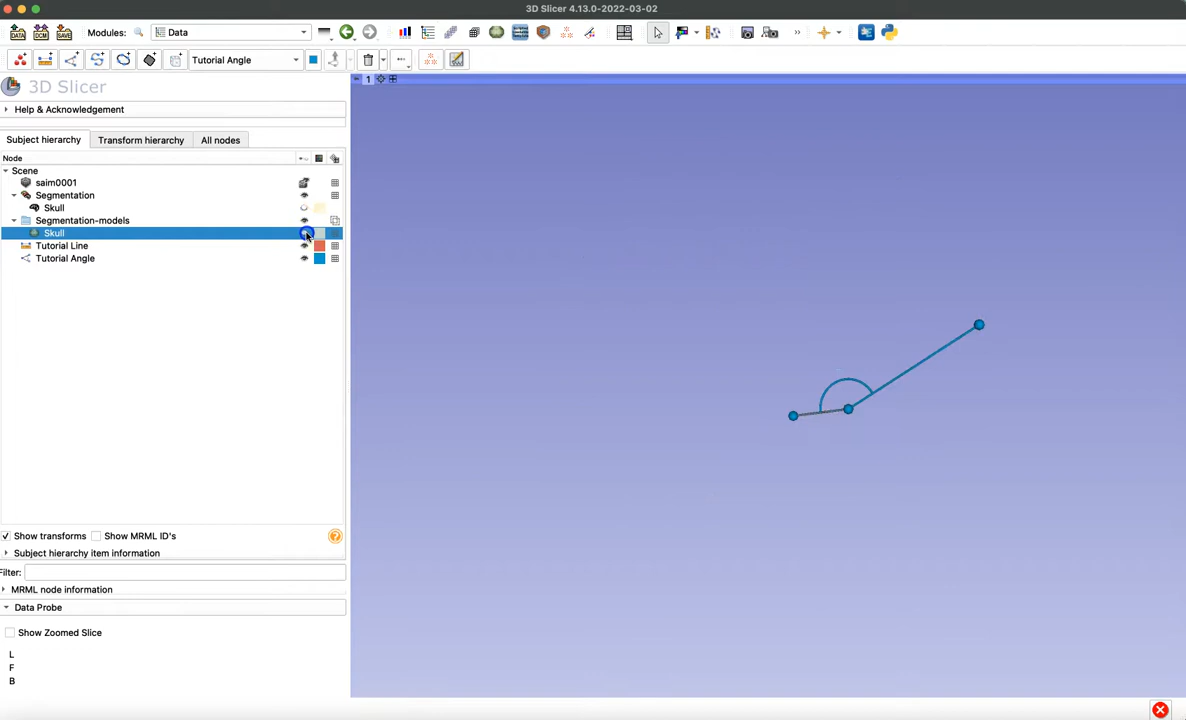 3D Slicer 4.13.0-2022-03-02
DATA DCM SAVE Modules: Data
Tutorial Angle
3D Slicer
Help & Acknowledgement
1
Subject hierarchy Transform hierarchy All nodes
Node
Scene
saim0001
Segmentation
Skull
Segmentation-models
Skull
Tutorial Line
Tutorial Angle
Show transforms Show MRML ID's
Subject hierarchy item information
Filter:
MRML node information
Data Probe
Show Zoomed Slice
L
F
B